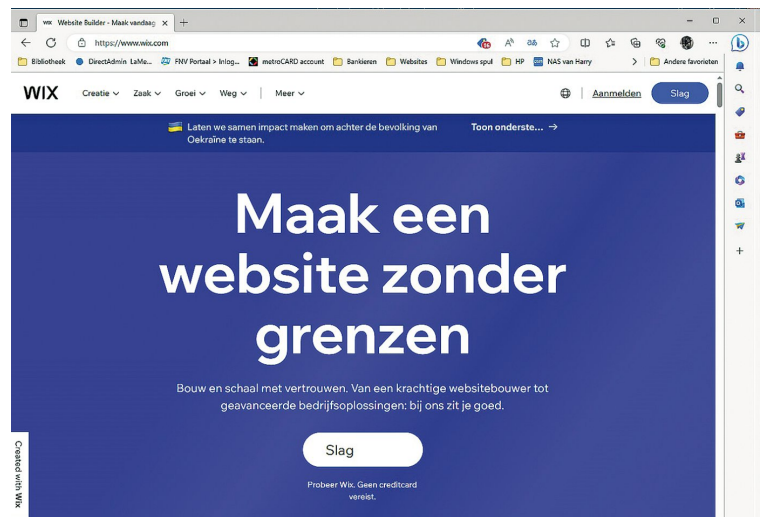 wix Website Builder - Maak vandaag
https://www.wix.com
Bibliotheek DirectAdmin LaMe... FNV Portaal > Inlog... metroCARD account Bankieren Websites Windows spul HP NAS van Harry Andere favorieten
WIX Creatie Zaak Groei Weg Meer Aanmelden Slag
Laten we samen impact maken om achter de bevolking van
Oekraïne te staan.
Toon onderste... →
Maak een
website zonder
grenzen
Bouw en schaal met vertrouwen. Van een krachtige websitebouwer tot
geavanceerde bedrijfsoplossingen: bij ons zit je goed.
Slag
Probeer Wix. Geen creditcard
vereist.
Created with Wix